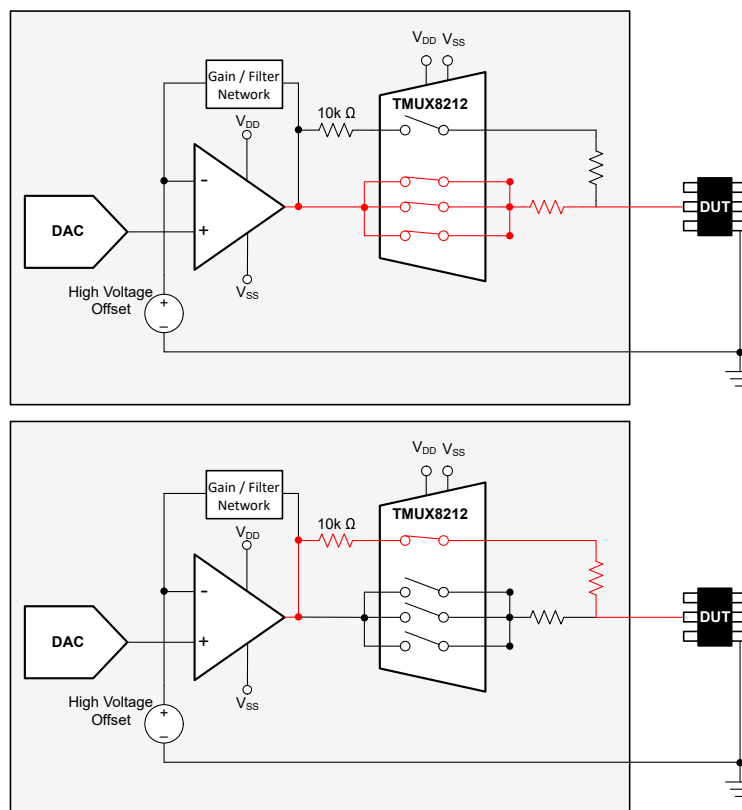 V_DD V_SS
Gain / Filter
Network
10k Ω
TMUX8212
V_DD
-
DAC
+
DUT
V_SS
High Voltage
Offset
+
–
V_DD V_SS
Gain / Filter
Network
10k Ω
TMUX8212
V_DD
-
DAC
+
DUT
V_SS
High Voltage
Offset
+
–